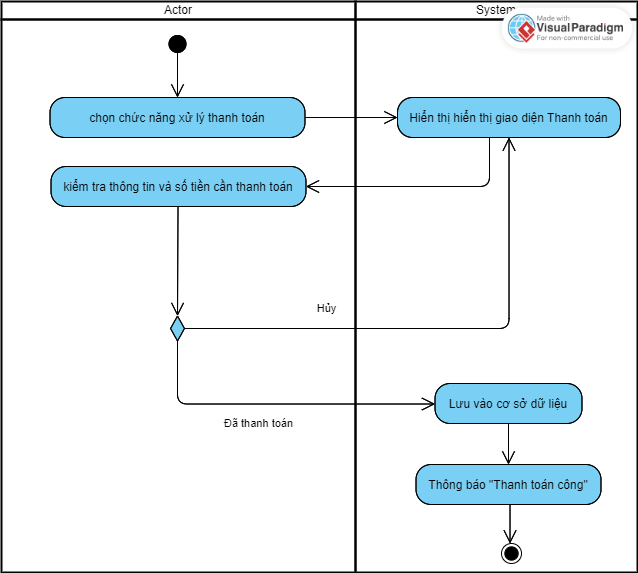 Actor
System
Made with
VisualParadigm
For non-commercial use
chọn chức năng xử lý thanh toán
Hiển thị hiển thị giao diện Thanh toán
kiểm tra thông tin và số tiền cần thanh toán
Hủy
Lưu vào cơ sở dữ liệu
Đã thanh toán
Thông báo "Thanh toán công"